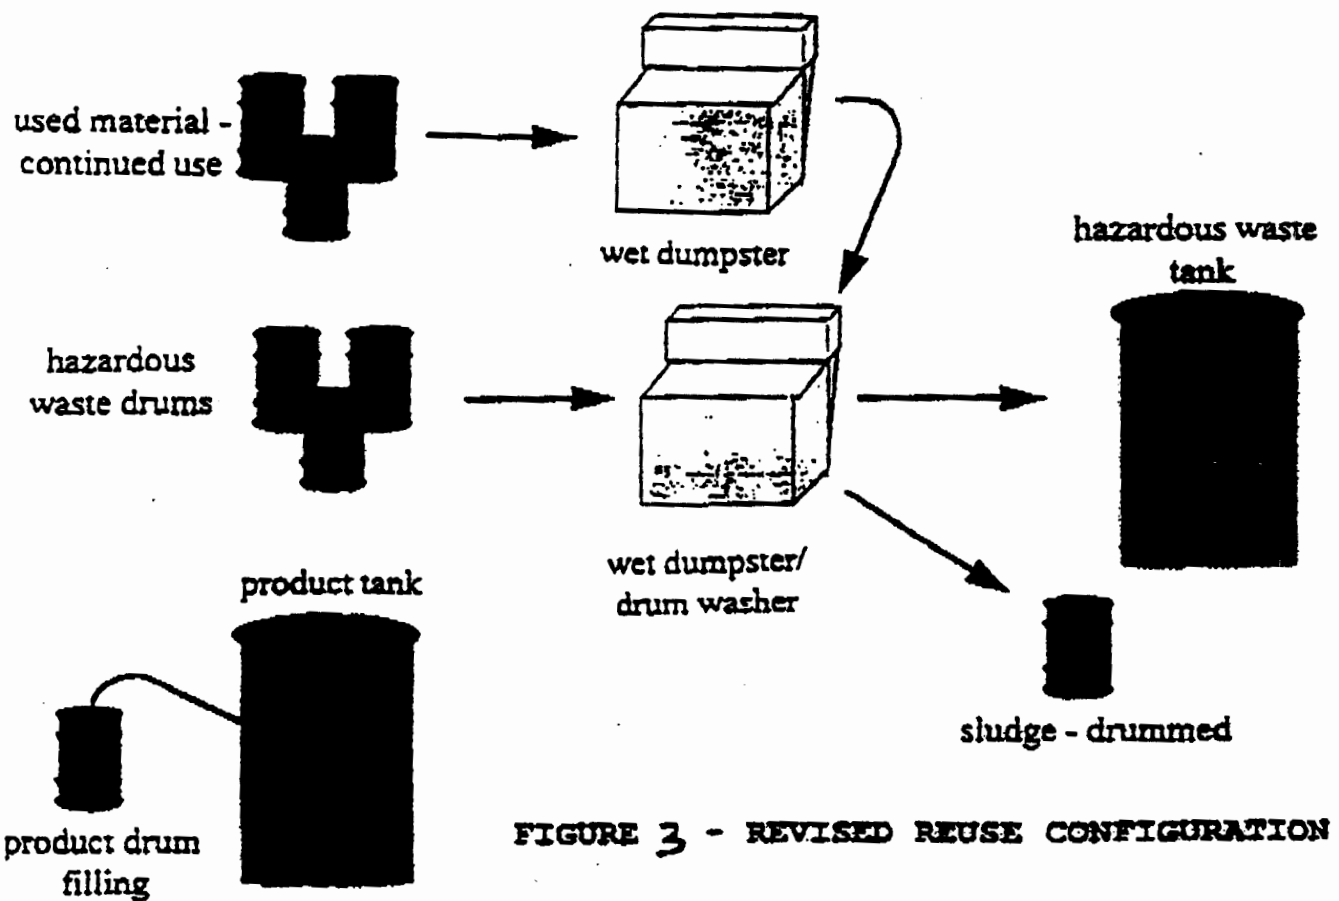 used material -
continued use
wet dumpster
hazardous waste
tank
hazardous
waste drums
wet dumpster/
drum washer
product tank
sludge - drummed
product drum
filling
FIGURE 3 - REVISED REUSE CONFIGURATION